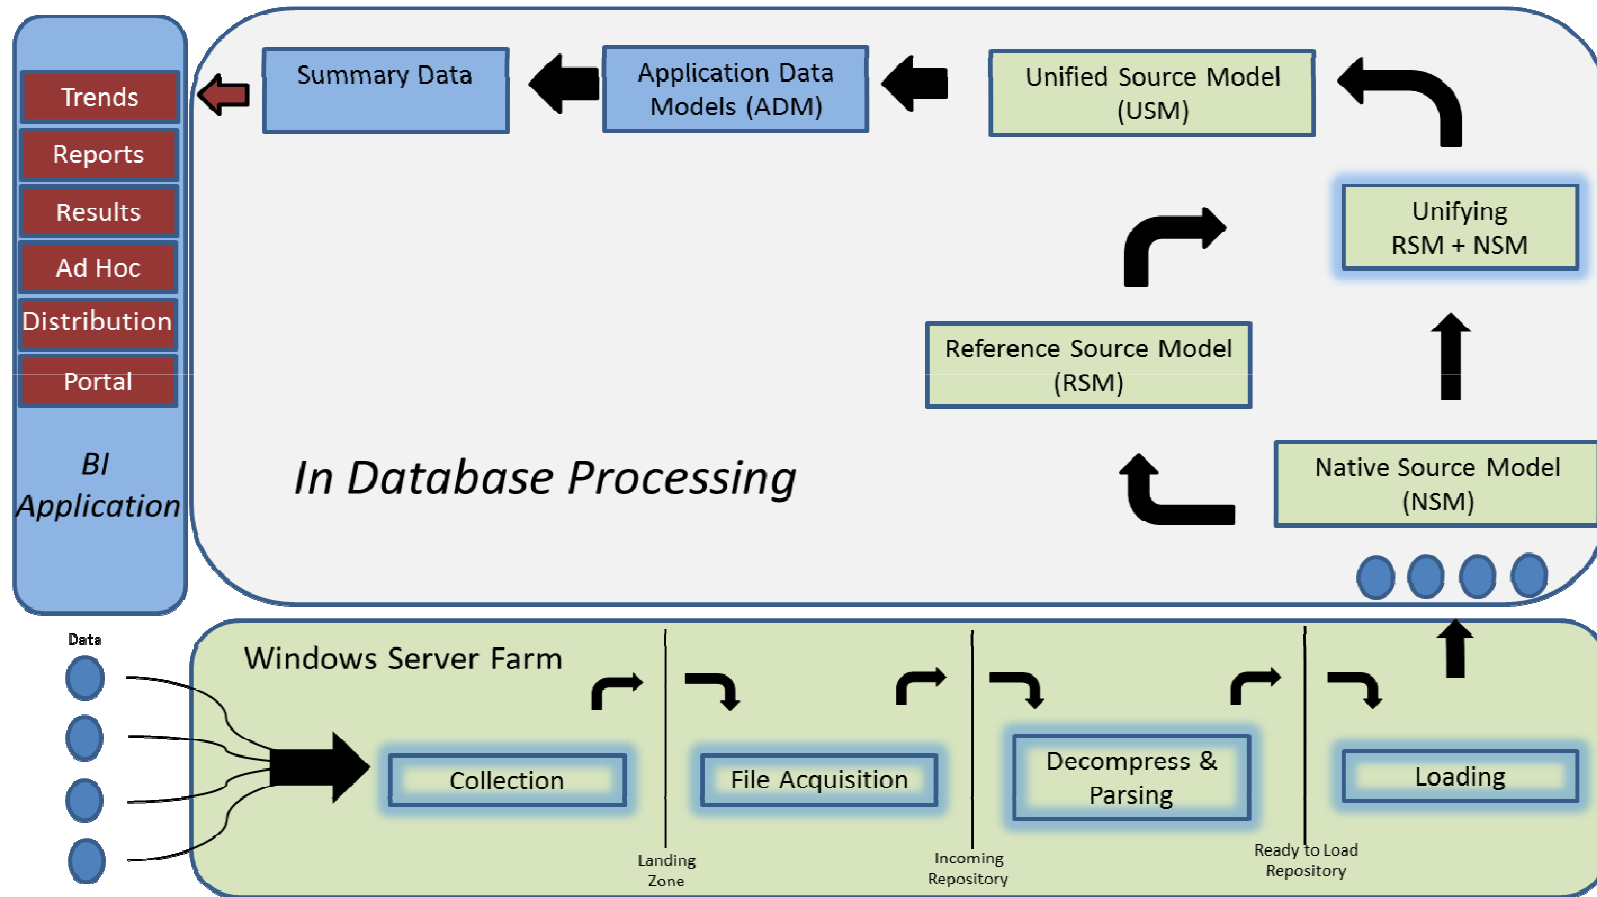 Trends
Reports
Results
Ad Hoc
Distribution
Portal
BI
Application
Summary Data
Application Data
Models (ADM)
Unified Source Model
(USM)
Unifying
RSM + NSM
Reference Source Model
(RSM)
Native Source Model
(NSM)
In Database Processing
Data
Windows Server Farm
Collection
File Acquisition
Decompress &
Parsing
Loading
Landing
Zone
Incoming
Repository
Ready to Load
Repository